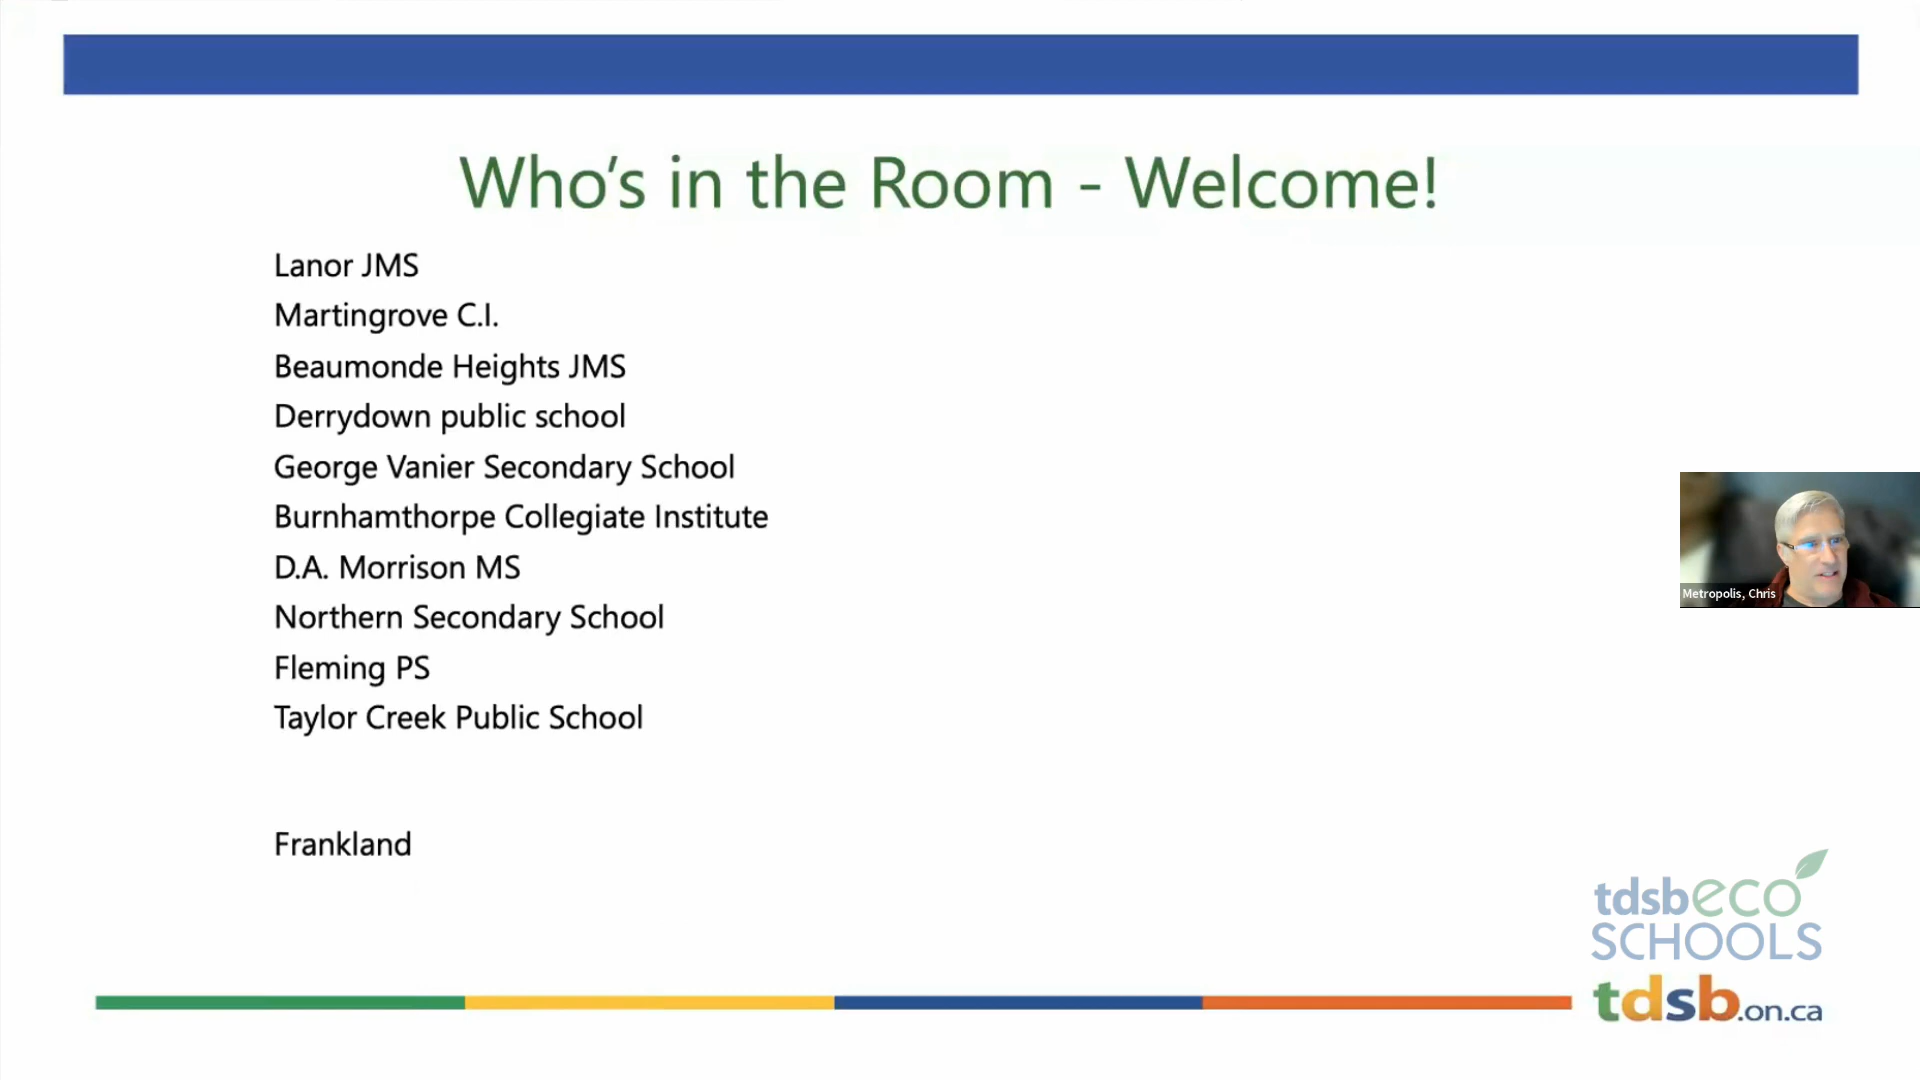 Who's in the Room - Welcome!
Lanor JMS
Martingrove C.I.
Beaumonde Heights JMS
Derrydown public school
George Vanier Secondary School
Burnhamthorpe Collegiate Institute
D.A. Morrison MS
Northern Secondary School
Fleming PS
Taylor Creek Public School
Frankland
Metropolis, Chris
tdsbeco
SCHOOLS
tdsb.on.ca